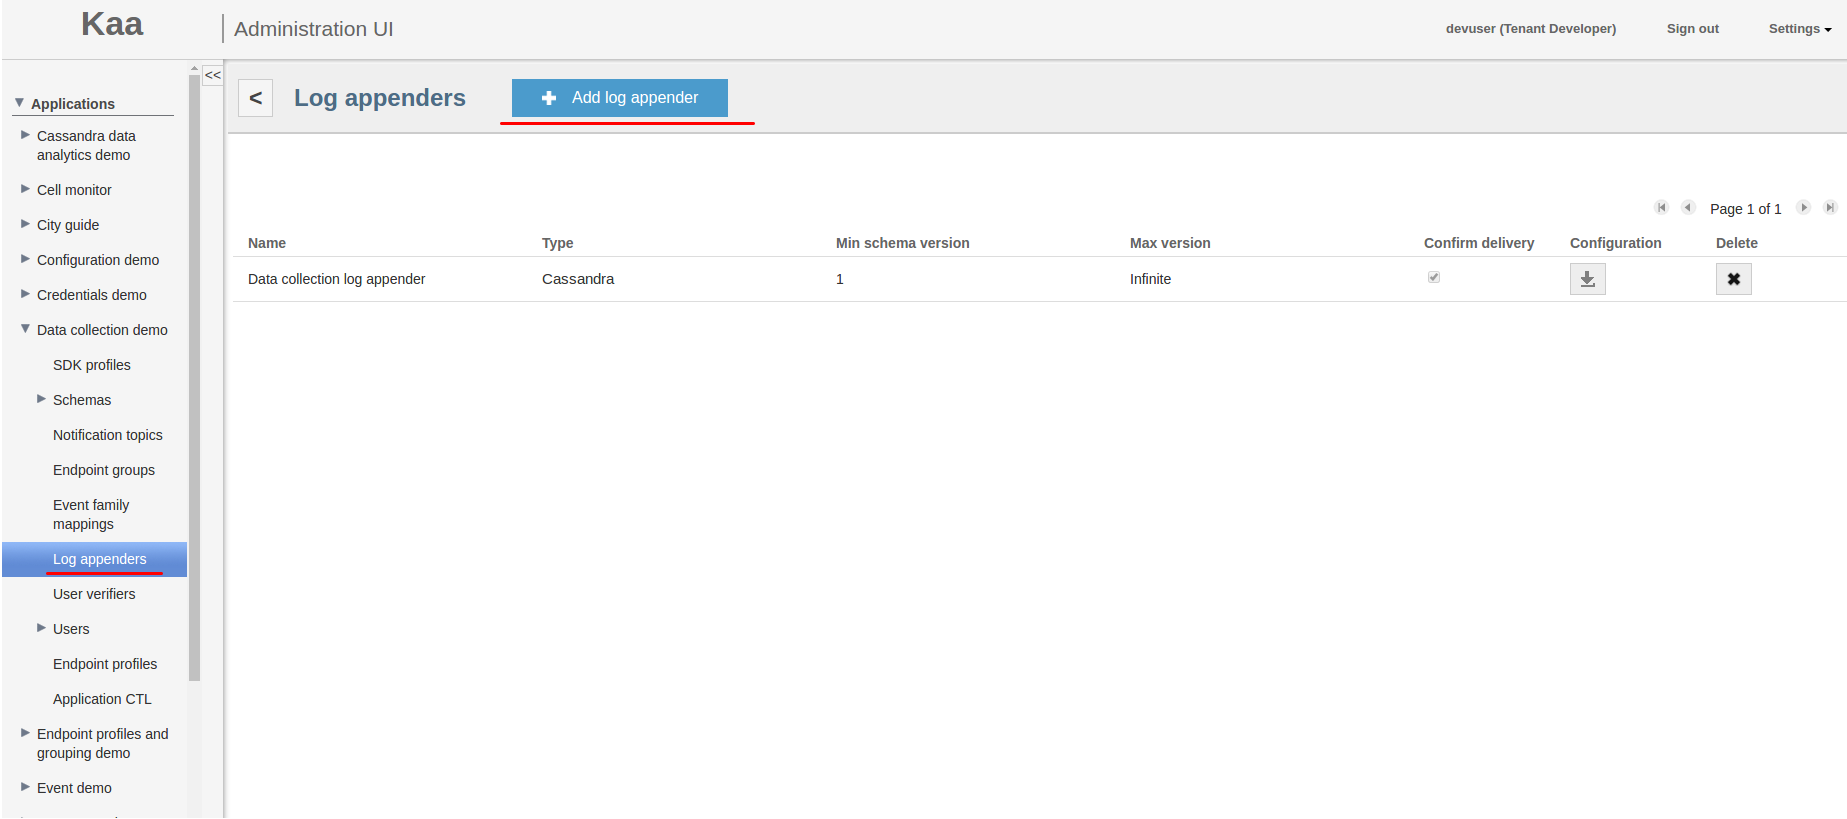 Kaa
Administration UI
devuser (Tenant Developer)
Sign out
Settings
<<
Applications
Cassandra data
analytics demo
Cell monitor
City guide
Configuration demo
Credentials demo
Data collection demo
SDK profiles
Schemas
Notification topics
Endpoint groups
Event family
mappings
Log appenders
User verifiers
Users
Endpoint profiles
Application CTL
Endpoint profiles and
grouping demo
Event demo
<
Log appenders
Add log appender
Page 1 of 1
Name Type Min schema version Max version Confirm delivery Configuration Delete
Data collection log appender Cassandra 1 Infinite